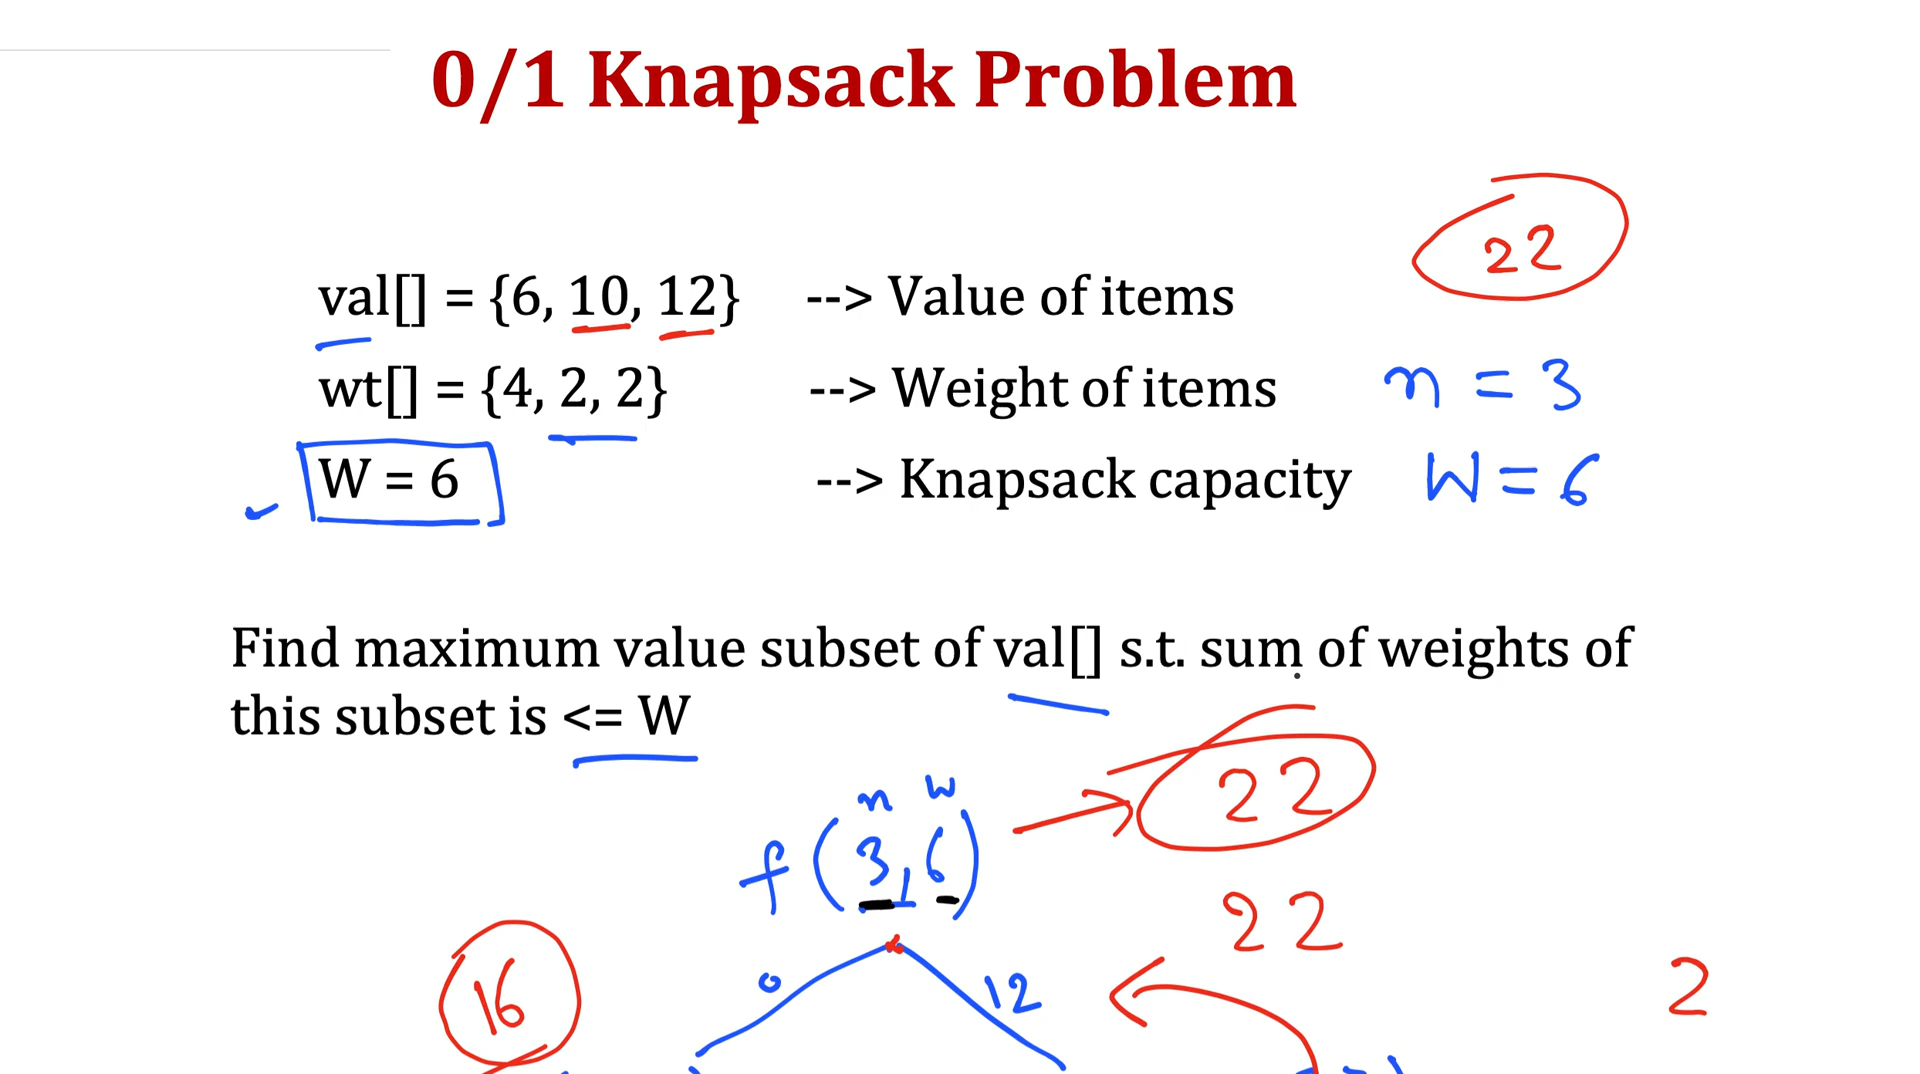 0/1 Knapsack Problem
22
val[] = {6, 10, 12} --> Value of items
wt[] = {4, 2, 2} --> Weight of items n = 3
W = 6 --> Knapsack capacity W = 6
Find maximum value subset of val[] s.t. sum of weights of
this subset is <= W
n w
f(3,6) 22
22
16 0 12 2